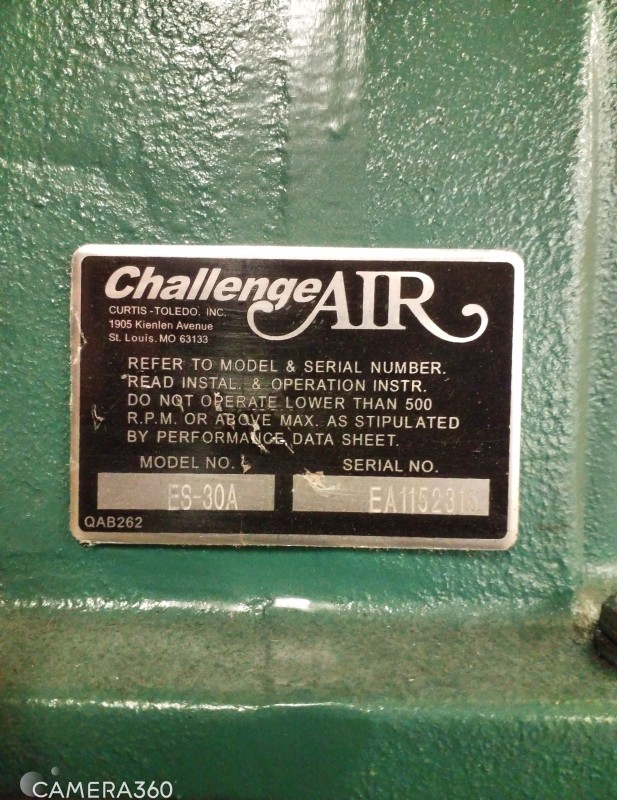 Challenge AIR
CURTIS-TOLEDO. INC.
1905 Kienlen Avenue
St. Louis, MO 63133
REFER TO MODEL & SERIAL NUMBER.
READ INSTAL. & OPERATION INSTR.
DO NOT OPERATE LOWER THAN 500
R.P.M. OR ABOVE MAX. AS STIPULATED
BY PERFORMANCE DATA SHEET.
MODEL NO. SERIAL NO.
ES-30A
QAB262
CAMERA360